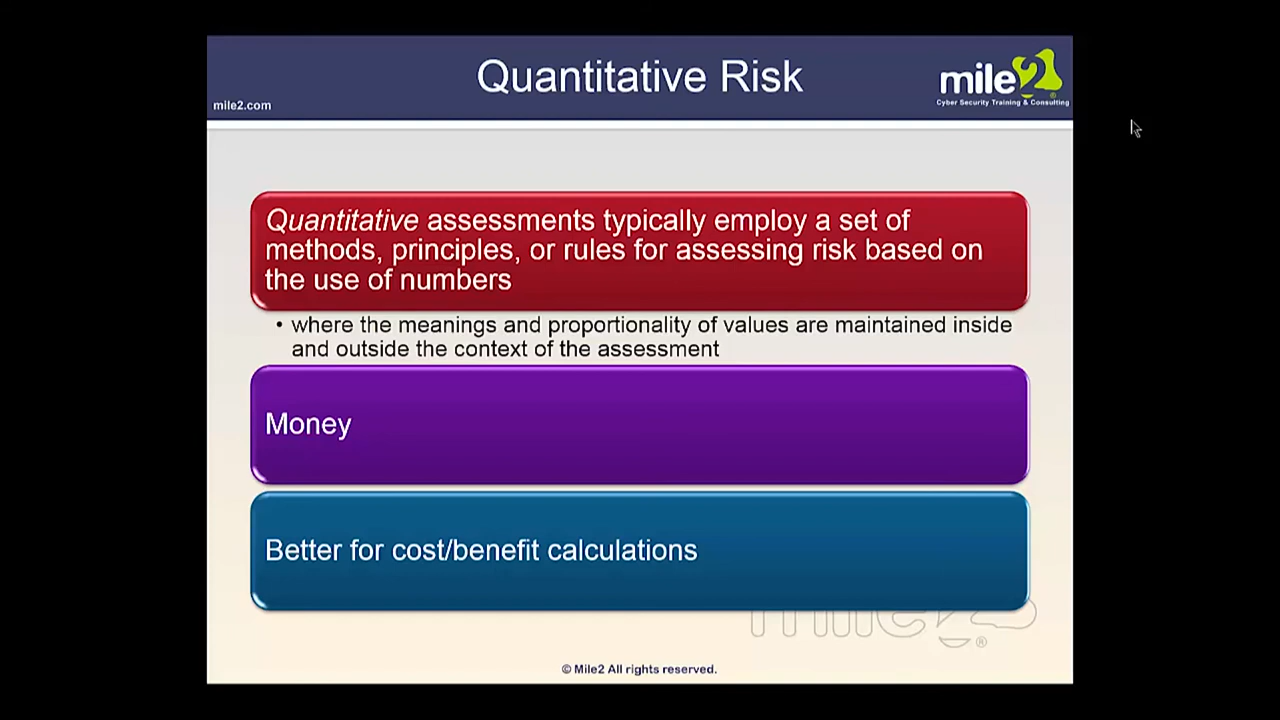 Quantitative Risk
mile2
Cyber Security Training & Consulting
mile2.com
Quantitative assessments typically employ a set of
methods, principles, or rules for assessing risk based on
the use of numbers
• where the meanings and proportionality of values are maintained inside
and outside the context of the assessment
Money
Better for cost/benefit calculations
mile2®
© Mile2 All rights reserved.